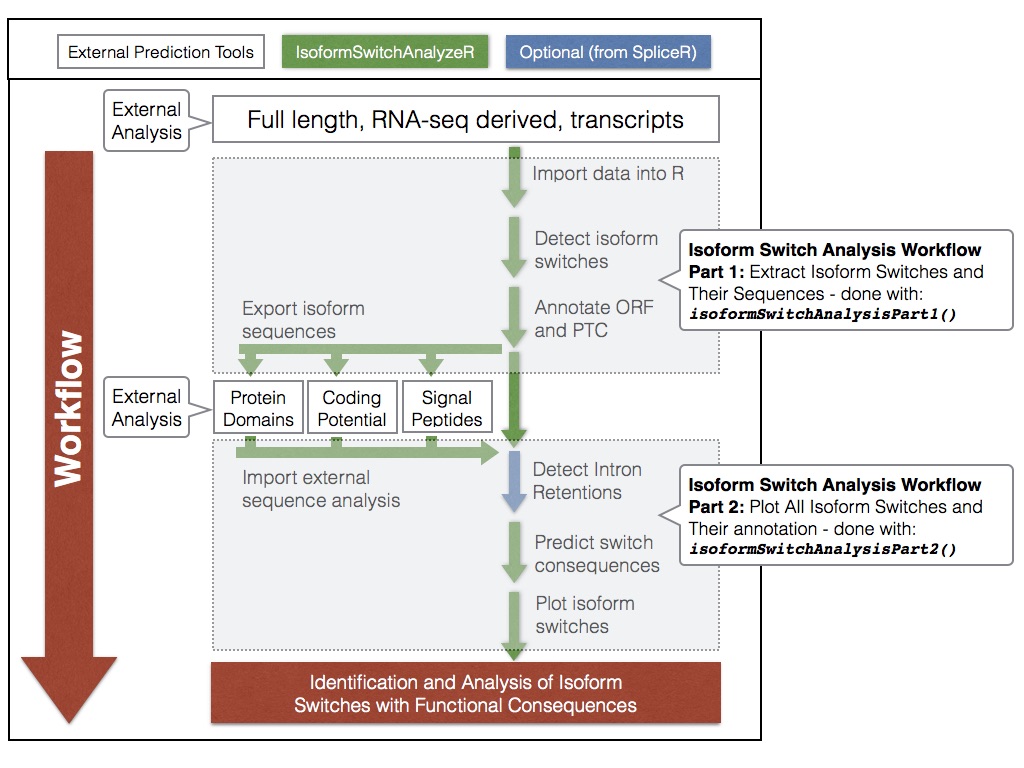 External Prediction Tools
IsoformSwitchAnalyzeR
Optional (from SpliceR)
External
Analysis
Full length, RNA-seq derived, transcripts
Import data into R
Detect isoform
switches
Isoform Switch Analysis Workflow
Part 1: Extract Isoform Switches and
Their Sequences - done with:
isoformSwitchAnalysisPart1()
Annotate ORF
and PTC
Export isoform
sequences
Workflow
External
Analysis
Protein
Domains
Coding
Potential
Signal
Peptides
Import external
sequence analysis
Detect Intron
Retentions
Isoform Switch Analysis Workflow
Part 2: Plot All Isoform Switches and
Their annotation - done with:
isoformSwitchAnalysisPart2()
Predict switch
consequences
Plot isoform
switches
Identification and Analysis of Isoform
Switches with Functional Consequences